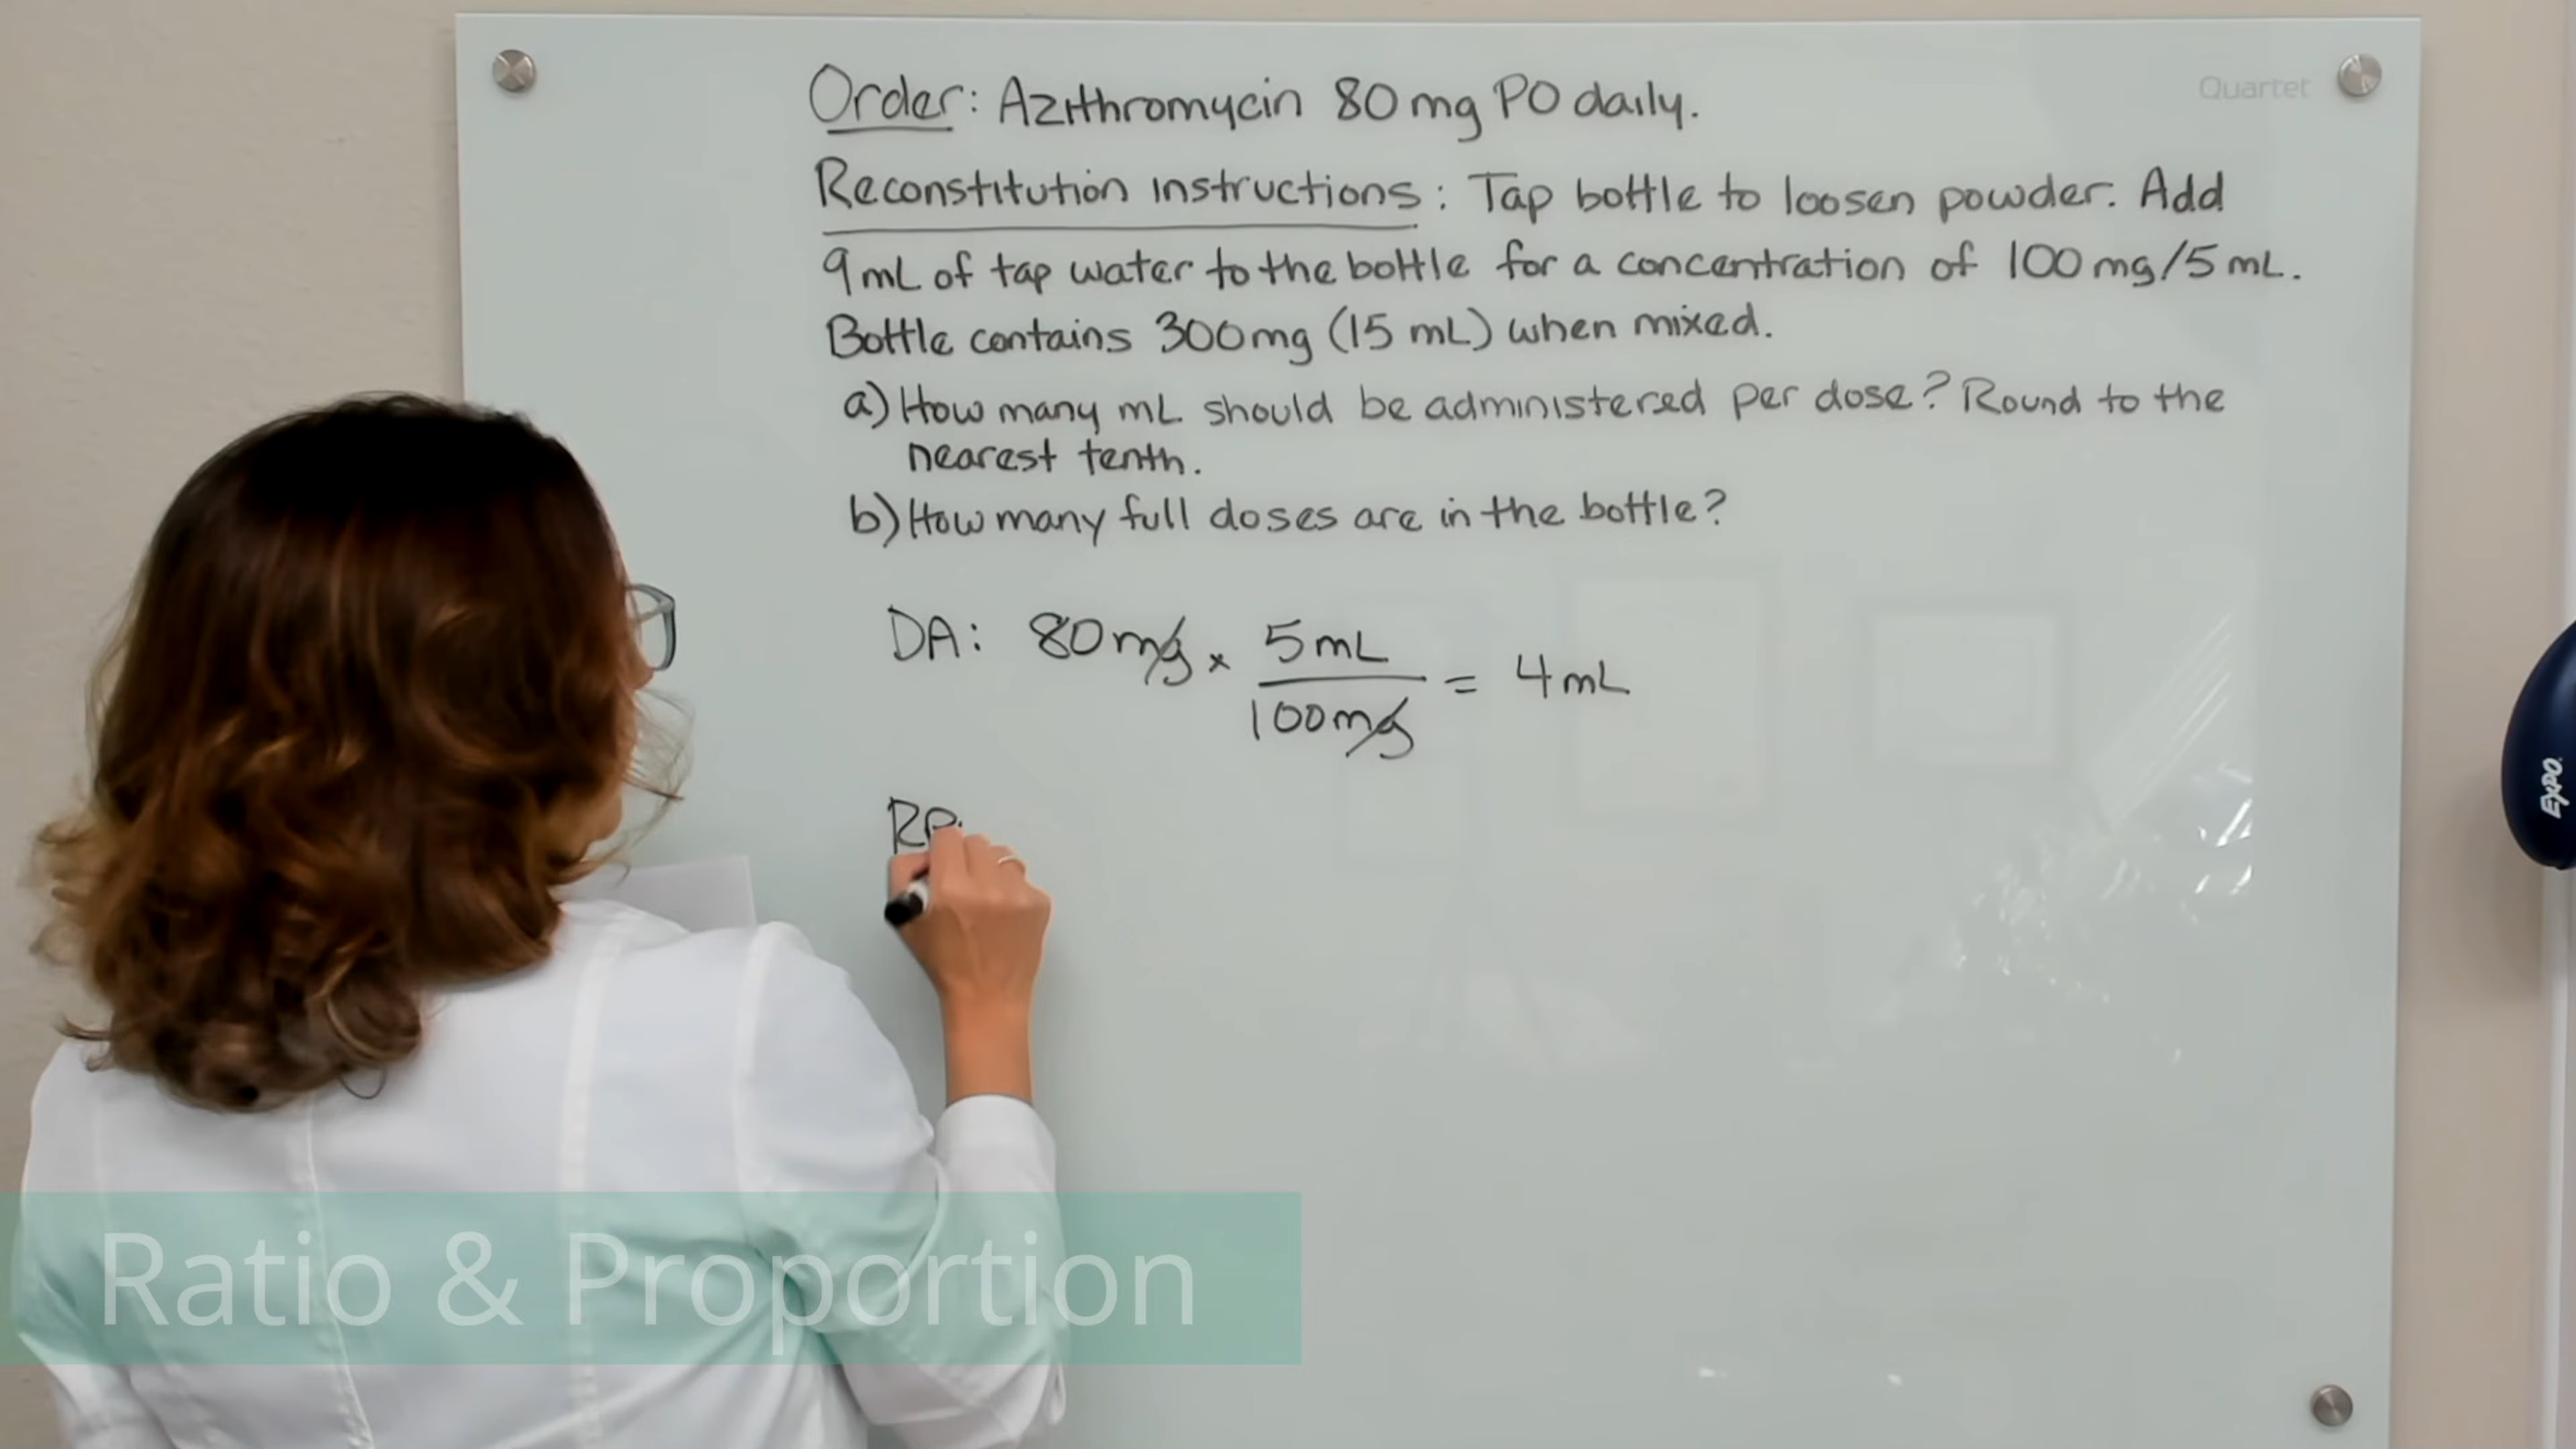 Quartet
Order: Azithromycin 80 mg PO daily.
Reconstitution instructions: Tap bottle to loosen powder. Add
9 mL of tap water to the bottle for a concentration of 100 mg/5 mL.
Bottle contains 300mg (15 mL) when mixed.
a) How many mL should be administered per dose? Round to the
nearest tenth.
b) How many full doses are in the bottle?
DA: 80 mg × 5 mL / 100 mg = 4 mL
RP:
EXPO
Ratio & Proportion